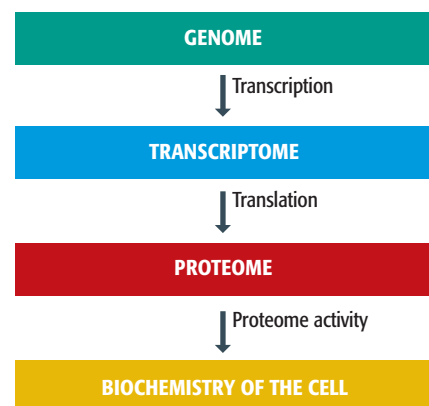 GENOME
Transcription
TRANSCRIPTOME
Translation
PROTEOME
Proteome activity
BIOCHEMISTRY OF THE CELL